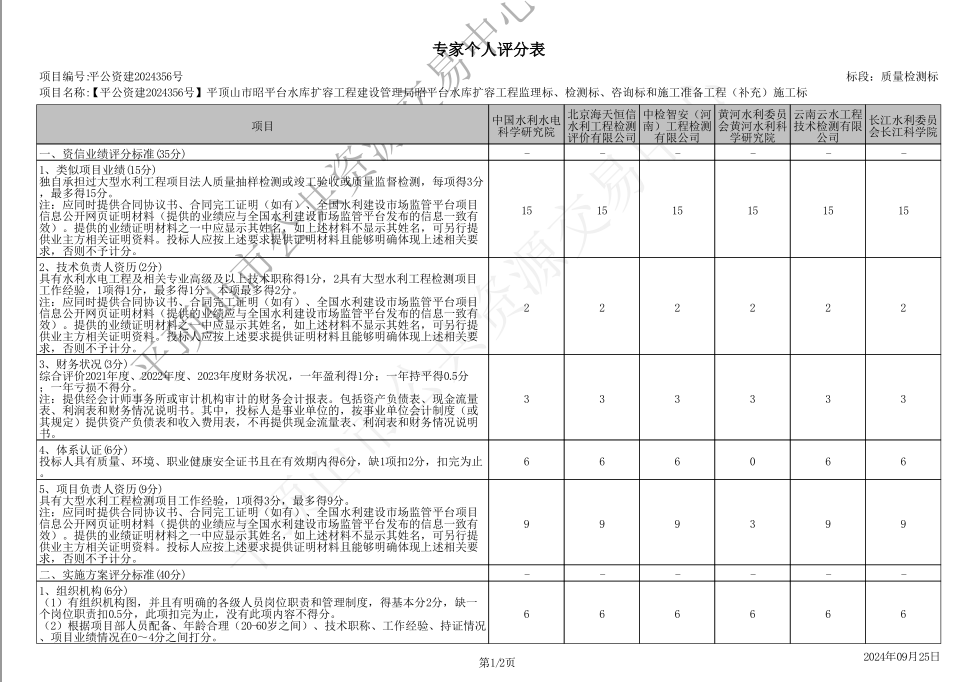 专家个人评分表
项目编号:平公资建2024356号
标段：质量检测标
项目名称:【平公资建2024356号】平顶山市昭平台水库扩容工程建设管理局昭平台水库扩容工程监理标、检测标、咨询标和施工准备工程（补充）施工标
项目
中国水利水电
科学研究院
北京海天恒信
水利工程检测
评价有限公司
中检智安（河
南）工程检测
有限公司
黄河水利委员
会黄河水利科
学研究院
云南云水工程
技术检测有限
公司
长江水利委员
会长江科学院
一、资信业绩评分标准(35分)
– – – – – –
1、类似项目业绩(15分)
独自承担过大型水利工程项目法人质量抽样检测或竣工验收或质量监督检测，每项得3分
，最多得15分。
注：应同时提供合同协议书、合同完工证明（如有）、全国水利建设市场监管平台项目
信息公开网页证明材料（提供的业绩应与全国水利建设市场监管平台发布的信息一致有
效）。提供的业绩证明材料之一中应显示其姓名，如上述材料不显示其姓名，可另行提
供业主方相关证明资料。投标人应按上述要求提供证明材料且能够明确体现上述相关要
求，否则不予计分。
15 15 15 15 15 15
2、技术负责人资历(2分)
具有水利水电工程及相关专业高级及以上技术职称得1分，2具有大型水利工程检测项目
工作经验，1项得1分，最多得1分。本项最多得2分。
注：应同时提供合同协议书、合同完工证明（如有）、全国水利建设市场监管平台项目
信息公开网页证明材料（提供的业绩应与全国水利建设市场监管平台发布的信息一致有
效）。提供的业绩证明材料之一中应显示其姓名，如上述材料不显示其姓名，可另行提
供业主方相关证明资料。投标人应按上述要求提供证明材料且能够明确体现上述相关要
求，否则不予计分。
2 2 2 2 2 2
3、财务状况(3分)
综合评价2021年度、2022年度、2023年度财务状况，一年盈利得1分；一年持平得0.5分
；一年亏损不得分。
注：提供经会计师事务所或审计机构审计的财务会计报表。包括资产负债表、现金流量
表、利润表和财务情况说明书。其中，投标人是事业单位的，按事业单位会计制度（或
其规定）提供资产负债表和收入费用表，不再提供现金流量表、利润表和财务情况说明
书。
3 3 3 3 3 3
4、体系认证(6分)
投标人具有质量、环境、职业健康安全证书且在有效期内得6分，缺1项扣2分，扣完为止
。
6 6 6 0 6 6
5、项目负责人资历(9分)
具有大型水利工程检测项目工作经验，1项得3分，最多得9分。
注：应同时提供合同协议书、合同完工证明（如有）、全国水利建设市场监管平台项目
信息公开网页证明材料（提供的业绩应与全国水利建设市场监管平台发布的信息一致有
效）。提供的业绩证明材料之一中应显示其姓名，如上述材料不显示其姓名，可另行提
供业主方相关证明资料。投标人应按上述要求提供证明材料且能够明确体现上述相关要
求，否则不予计分。
9 9 9 3 9 9
二、实施方案评分标准(40分)
– – – – – –
1、组织机构(6分)
（1）有组织机构图，并且有明确的各级人员岗位职责和管理制度，得基本分2分，缺一
个岗位职责扣0.5分，此项扣完为止，没有此项内容不得分。
（2）根据项目部人员配备、年龄合理（20-60岁之间）、技术职称、工作经验、持证情况
、项目业绩情况在0～4分之间打分。
6 6 6 6 6 6
第1/2页
2024年09月25日
平顶山市公共资源交易中心
平顶山市公共资源交易中心